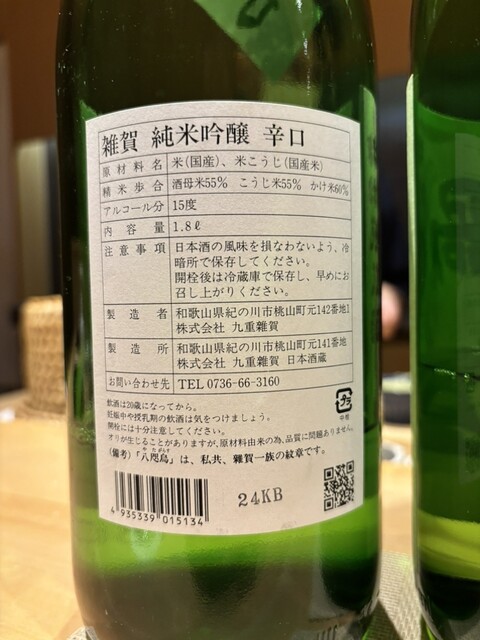 雑賀 純米吟醸 辛口
原材料名 米(国産)、米こうじ(国産米)
精米歩合 酒母米55% こうじ米55% かけ米60%
アルコール分 15度
内容量 1.8ℓ
注意事項 日本酒の風味を損なわないよう、冷
暗所で保存してください。
開栓後は冷蔵庫で保存し、早めにお
召し上がりください。
製造者 和歌山県紀の川市桃山町元142番地1
株式会社 九重雜賀
製造所 和歌山県紀の川市桃山町元141番地
株式会社 九重雜賀 日本酒蔵
お問い合わせ先 TEL 0736-66-3160
飲酒は20歳になってから。
妊娠中や授乳期の飲酒は気をつけましょう。
開栓には十分注意してください。
オリが生じることがありますが、原材料由来の為、品質に問題ありません。
(備考)「八咫烏」は、私共、雜賀一族の紋章です。
やたがらす
プラ
中栓
24KB
4935339015134